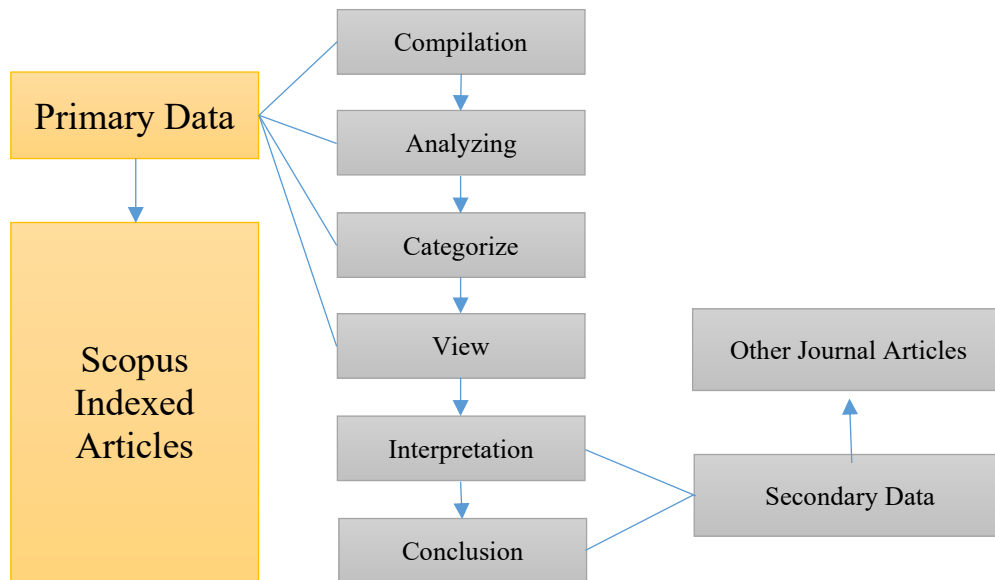 Primary Data
Scopus
Indexed
Articles
Compilation
Analyzing
Categorize
View
Interpretation
Conclusion
Other Journal Articles
Secondary Data